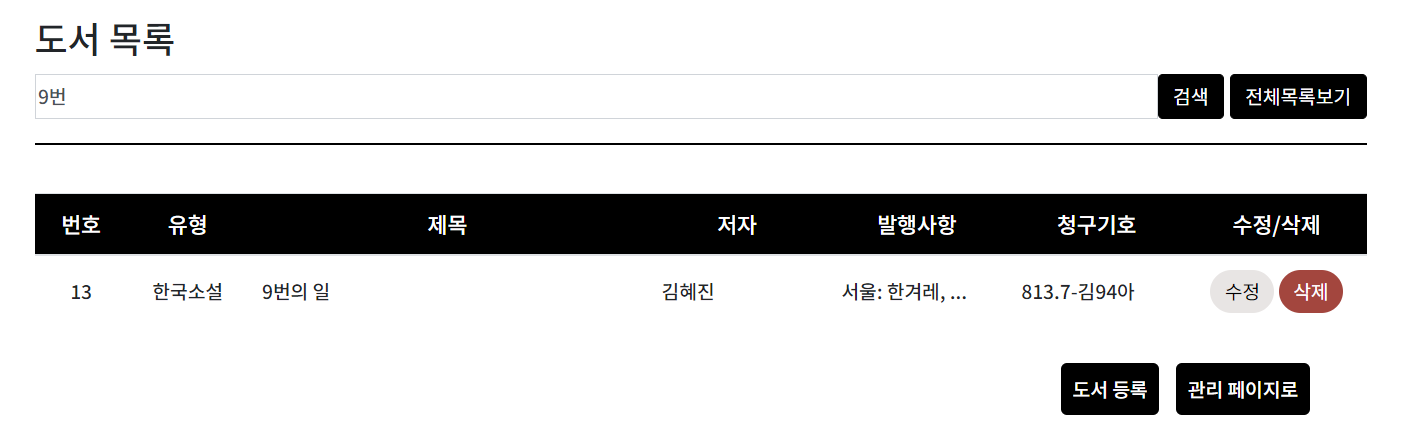 도서 목록
9번 검색 전체목록보기
번호 유형 제목 저자 발행사항 청구기호 수정/삭제
13 한국소설 9번의 일 김혜진 서울: 한겨레, ... 813.7-김94아 수정 삭제
도서 등록 관리 페이지로